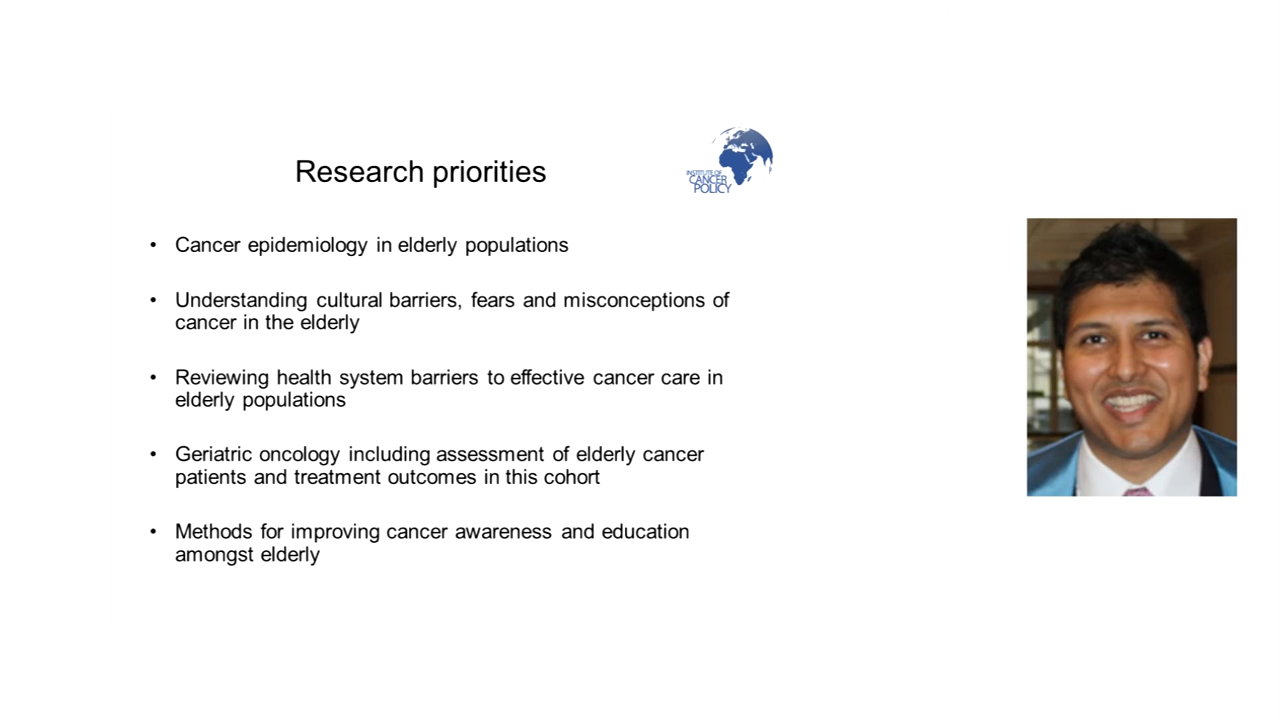 Research priorities
INSTITUTE OF
CANCER
POLICY
• Cancer epidemiology in elderly populations
• Understanding cultural barriers, fears and misconceptions of
cancer in the elderly
• Reviewing health system barriers to effective cancer care in
elderly populations
• Geriatric oncology including assessment of elderly cancer
patients and treatment outcomes in this cohort
• Methods for improving cancer awareness and education
amongst elderly